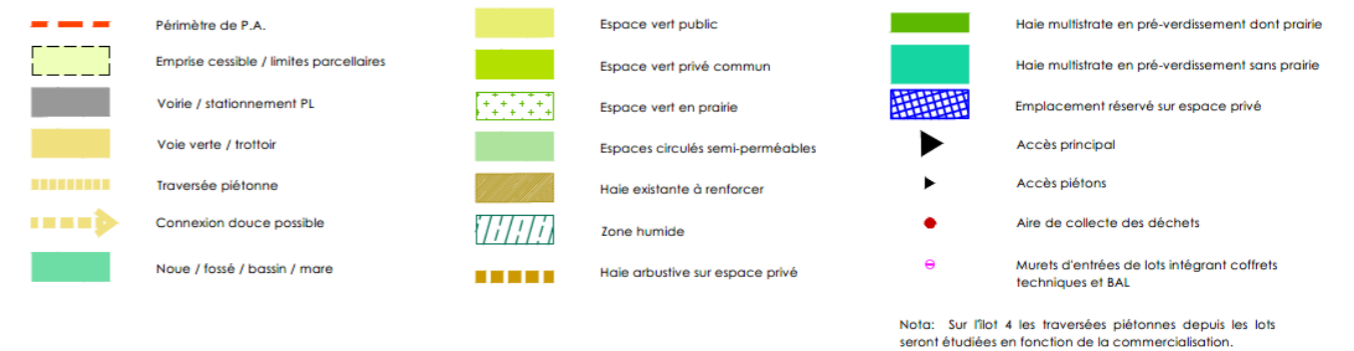 Périmètre de P.A.
Emprise cessible / limites parcellaires
Voirie / stationnement PL
Voie verte / trottoir
Traversée piétonne
Connexion douce possible
Noue / fossé / bassin / mare
Espace vert public
Espace vert privé commun
Espace vert en prairie
Espaces circulés semi-perméables
Haie existante à renforcer
Zone humide
Haie arbustive sur espace privé
Haie multistrate en pré-verdissement dont prairie
Haie multistrate en pré-verdissement sans prairie
Emplacement réservé sur espace privé
Accès principal
Accès piétons
Aire de collecte des déchets
Murets d'entrées de lots intégrant coffrets
techniques et BAL
Nota: Sur l'îlot 4 les traversées piétonnes depuis les lots
seront étudiées en fonction de la commercialisation.